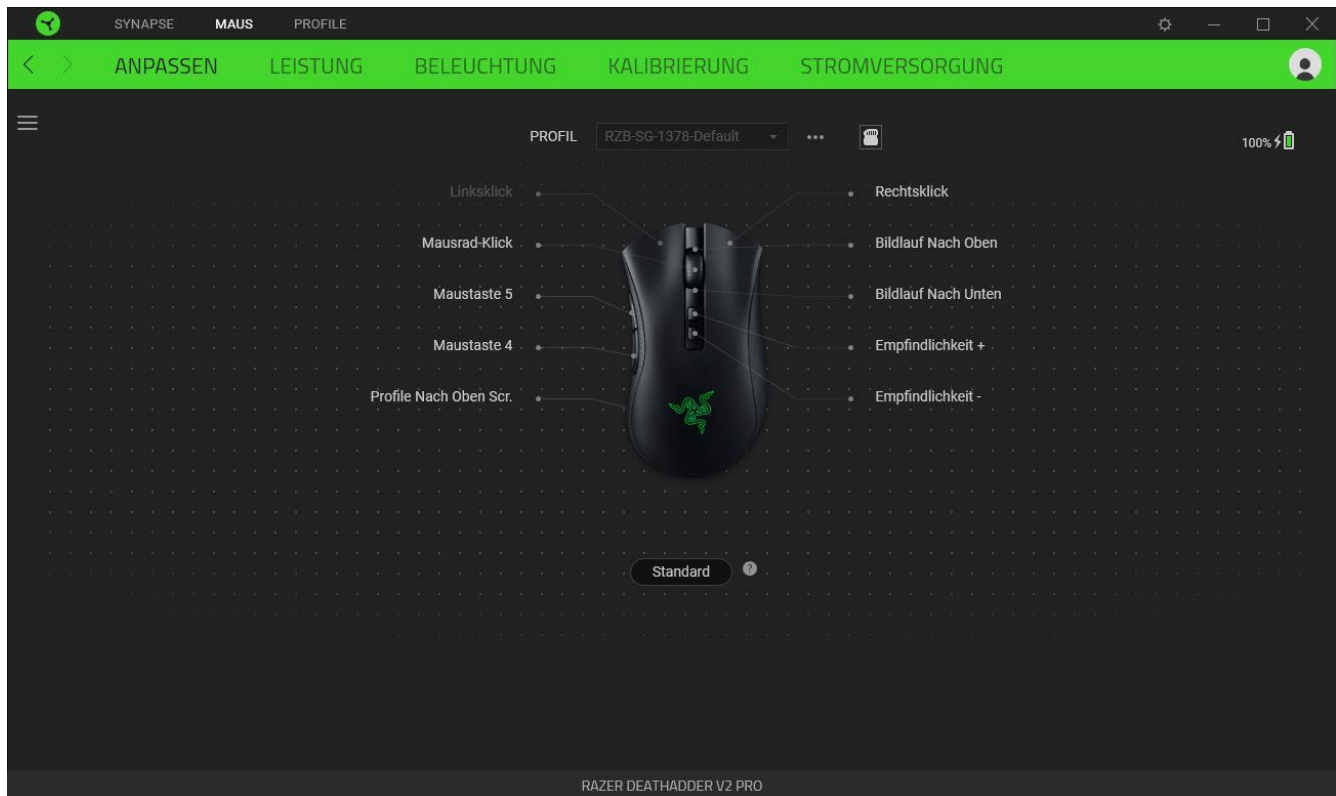 SYNAPSE MAUS PROFILE
ANPASSEN LEISTUNG BELEUCHTUNG KALIBRIERUNG STROMVERSORGUNG
PROFIL RZB-SG-1378-Default
100%
Linksklick Rechtsklick
Mausrad-Klick Bildlauf Nach Oben
Maustaste 5 Bildlauf Nach Unten
Maustaste 4 Empfindlichkeit +
Profile Nach Oben Scr. Empfindlichkeit -
Standard ?
RAZER DEATHADDER V2 PRO